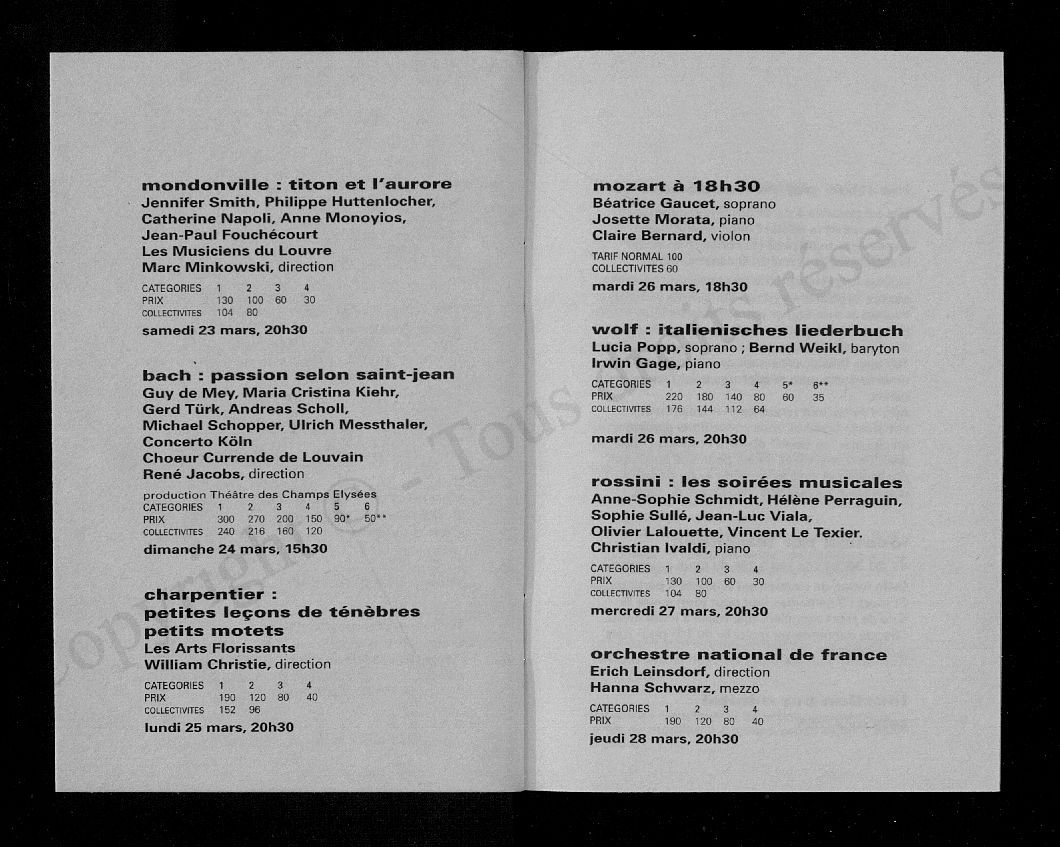 mondonville : titon et l'aurore
Jennifer Smith, Philippe Huttenlocher,
Catherine Napoli, Anne Monoyios,
Jean-Paul Fouchécourt
Les Musiciens du Louvre
Marc Minkowski, direction
CATEGORIES 1 2 3 4
PRIX 130 100 60 30
COLLECTIVITES 104 80
samedi 23 mars, 20h30
bach : passion selon saint-jean
Guy de Mey, Maria Cristina Kiehr,
Gerd Türk, Andreas Scholl,
Michael Schopper, Ulrich Messthaler,
Concerto Köln
Choeur Currende de Louvain
René Jacobs, direction
production Théâtre des Champs Elysées
CATEGORIES 1 2 3 4 5 6
PRIX 300 270 200 150 90* 50**
COLLECTIVITES 240 216 160 120
dimanche 24 mars, 15h30
charpentier :
petites leçons de ténèbres
petits motets
Les Arts Florissants
William Christie, direction
CATEGORIES 1 2 3 4
PRIX 190 120 80 40
COLLECTIVITES 152 96
lundi 25 mars, 20h30
mozart à 18h30
Béatrice Gaucet, soprano
Josette Morata, piano
Claire Bernard, violon
TARIF NORMAL 100
COLLECTIVITES 60
mardi 26 mars, 18h30
wolf : italienisches liederbuch
Lucia Popp, soprano ; Bernd Weikl, baryton
Irwin Gage, piano
CATEGORIES 1 2 3 4 5* 6**
PRIX 220 180 140 80 60 35
COLLECTIVITES 176 144 112 64
mardi 26 mars, 20h30
rossini : les soirées musicales
Anne-Sophie Schmidt, Hélène Perraguin,
Sophie Sullé, Jean-Luc Viala,
Olivier Lalouette, Vincent Le Texier.
Christian Ivaldi, piano
CATEGORIES 1 2 3 4
PRIX 130 100 60 30
COLLECTIVITES 104 80
mercredi 27 mars, 20h30
orchestre national de france
Erich Leinsdorf, direction
Hanna Schwarz, mezzo
CATEGORIES 1 2 3 4
PRIX 190 120 80 40
jeudi 28 mars, 20h30
Copyright © - Tous droits réservés